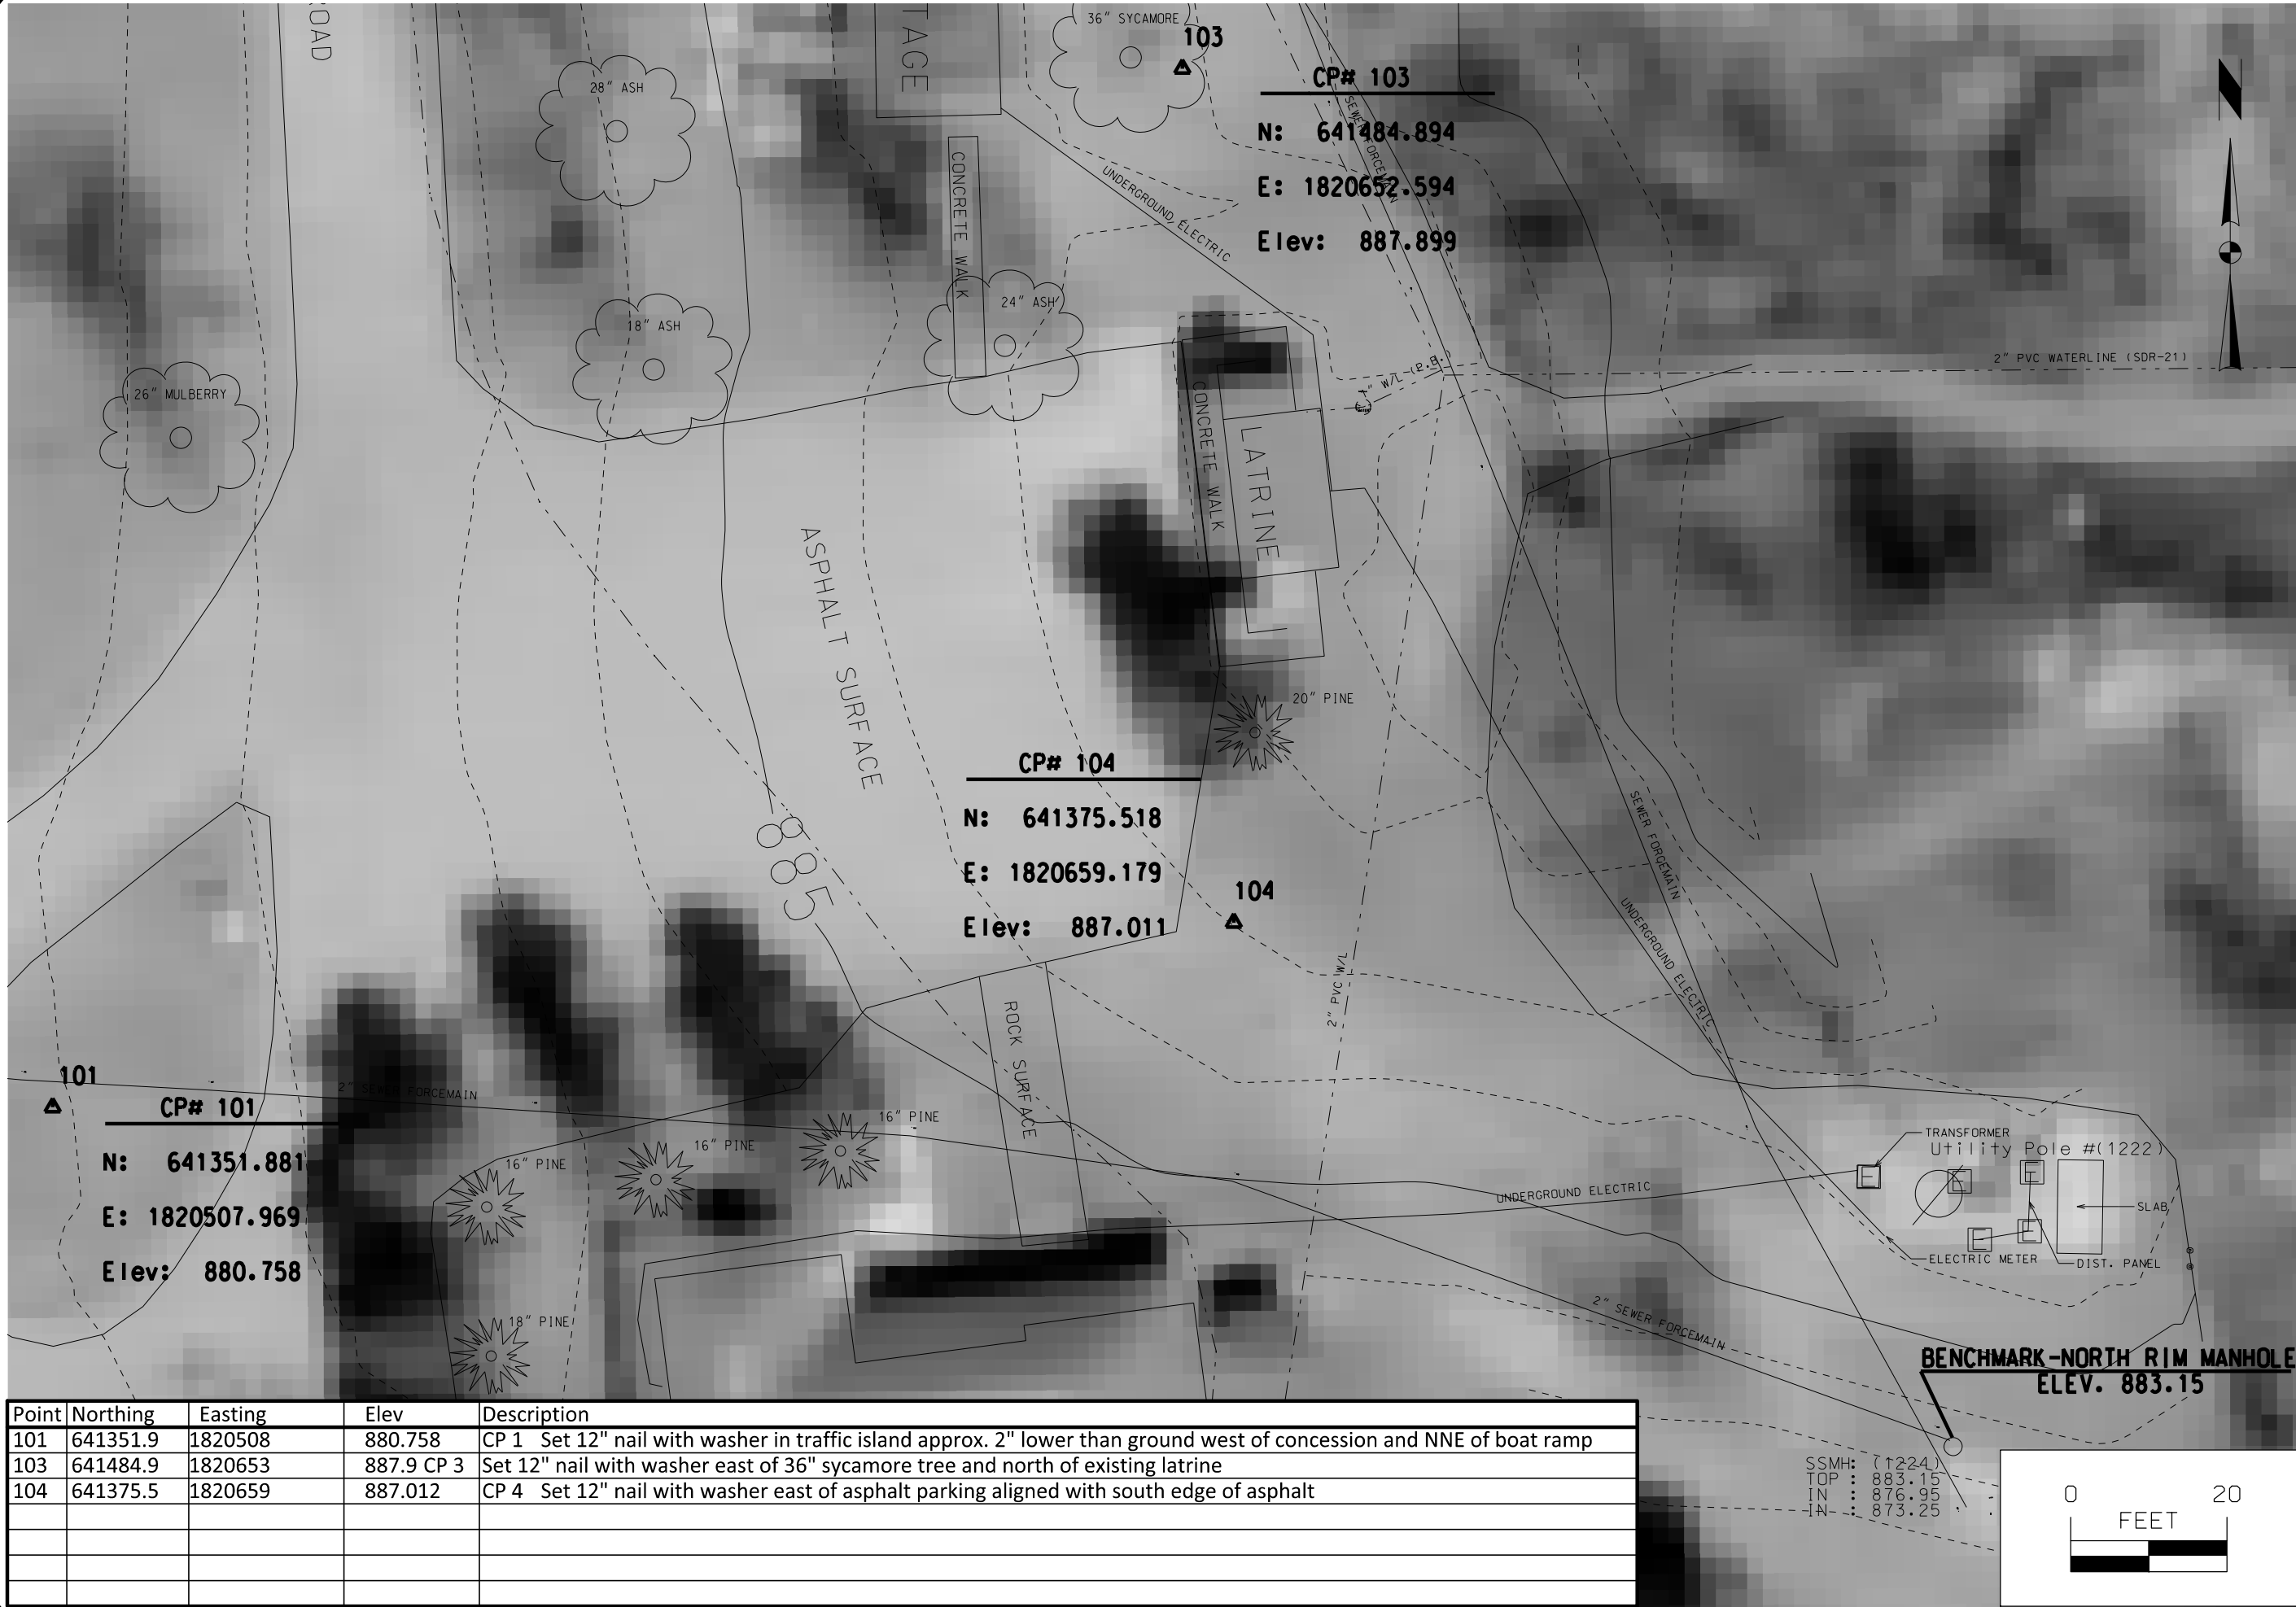 OAD
TAGE
36" SYCAMORE
103
28" ASH
CP# 103
N: 641484.894
E: 1820652.594
Elev: 887.899
SEWER FORCEMAIN
UNDERGROUND ELECTRIC
CONCRETE WALK
24" ASH
18" ASH
26" MULBERRY
N
2" PVC WATERLINE (SDR-21)
1" W/L (P.B.)
CONCRETE WALK
LATRINE
ASPHALT SURFACE
20" PINE
CP# 104
N: 641375.518
E: 1820659.179
Elev: 887.011
885
104
SEWER FORCEMAIN
UNDERGROUND ELECTRIC
2" PVC W/L
ROCK SURFACE
101
2" SEWER FORCEMAIN
CP# 101
N: 641351.881
E: 1820507.969
Elev: 880.758
16" PINE
16" PINE
16" PINE
18" PINE
TRANSFORMER
Utility Pole #(1222)
E
E
E
E
E
SLAB
ELECTRIC METER
DIST. PANEL
UNDERGROUND ELECTRIC
2" SEWER FORCEMAIN
BENCHMARK-NORTH RIM MANHOLE
ELEV. 883.15
SSMH: (1224)
TOP : 883.15
IN : 876.95
IN : 873.25
0 20
FEET
Point Northing Easting Elev Description
101 641351.9 1820508 880.758 CP 1 Set 12" nail with washer in traffic island approx. 2" lower than ground west of concession and NNE of boat ramp
103 641484.9 1820653 887.9 CP 3 Set 12" nail with washer east of 36" sycamore tree and north of existing latrine
104 641375.5 1820659 887.012 CP 4 Set 12" nail with washer east of asphalt parking aligned with south edge of asphalt